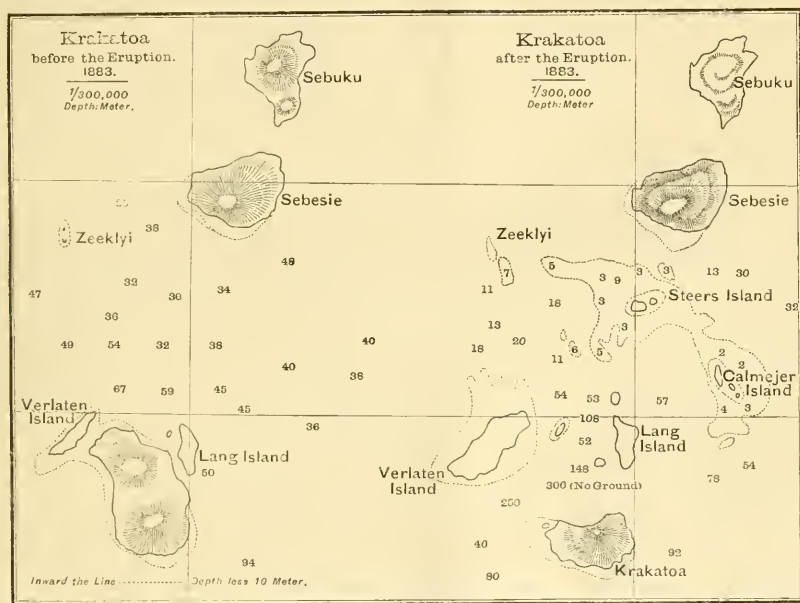 Krakatoa
before the Eruption.
1883.
1/300,000
Depth: Meter.
Sebuku
Sebesie
38
Zeeklyi
48
32
34
47
30
36
49
54
32
38
40
40
38
67
59
45
45
Verlaten
Island
36
Lang Island
50
94
Inward the Line Depth less 10 Meter.
Krakatoa
after the Eruption.
1883.
1/300,000
Depth: Meter
Sebuku
Sebesie
Zeeklyi
7
5
3
9
3
3
13
30
11
18
3
Steers Island
32
13
3
18
20
11
6
5
2
2
Calmejer
Island
54
53
57
4
3
108
52
Lang
Island
Verlaten
Island
148
300 (No Ground)
78
54
250
40
92
80
Krakatoa